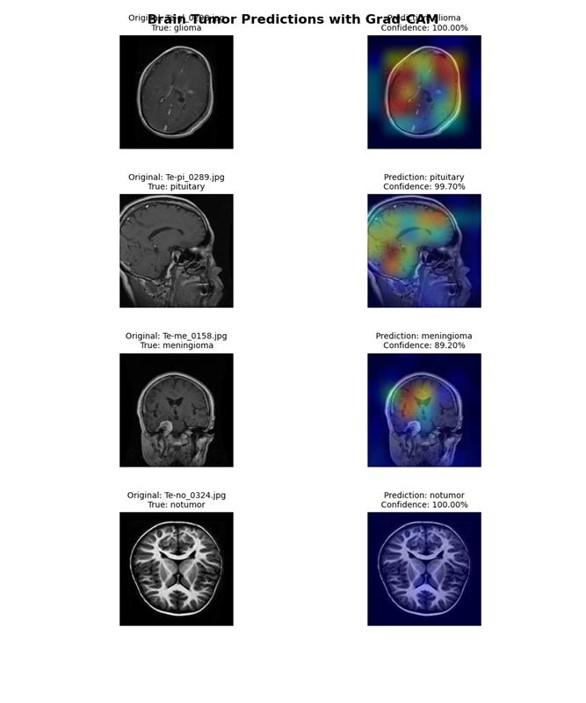 Brain Tumor Predictions with Grad-CAM
True: glioma
Confidence: 100.00%
Original: Te-pi_0289.jpg
True: pituitary
Prediction: pituitary
Confidence: 99.70%
Original: Te-me_0158.jpg
True: meningioma
Prediction: meningioma
Confidence: 89.20%
Original: Te-no_0324.jpg
True: notumor
Prediction: notumor
Confidence: 100.00%